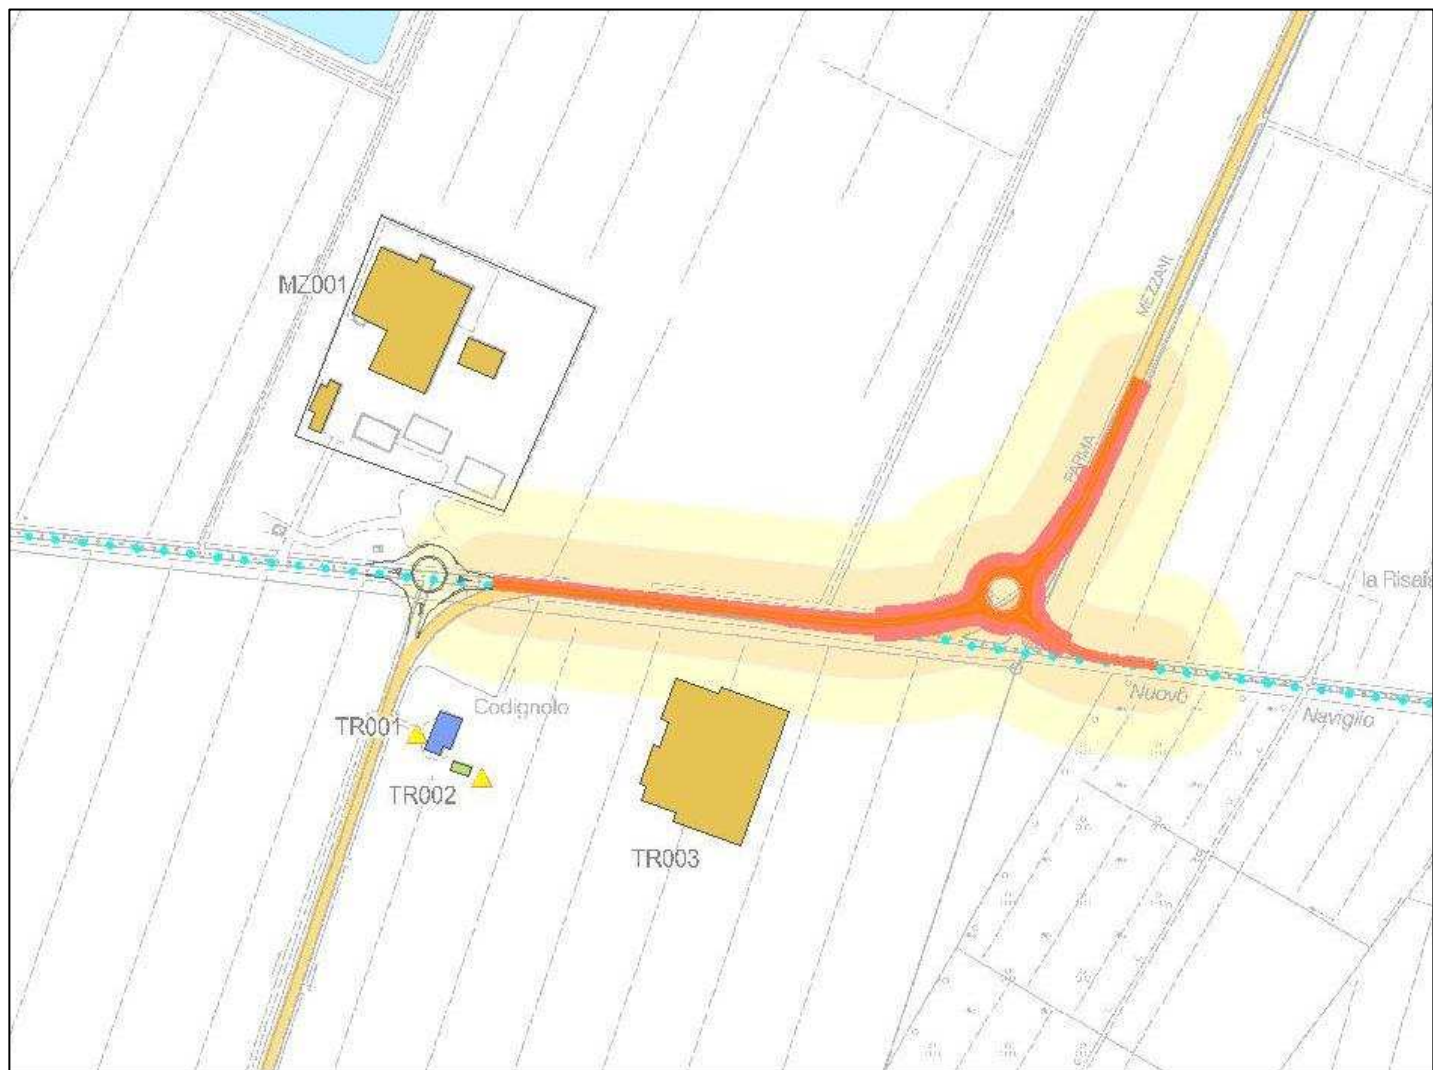 MEZZANI
MZ001
PARMA
la Risaia
Nuovo
Codignolo
Naviglio
TR001
TR002
TR003